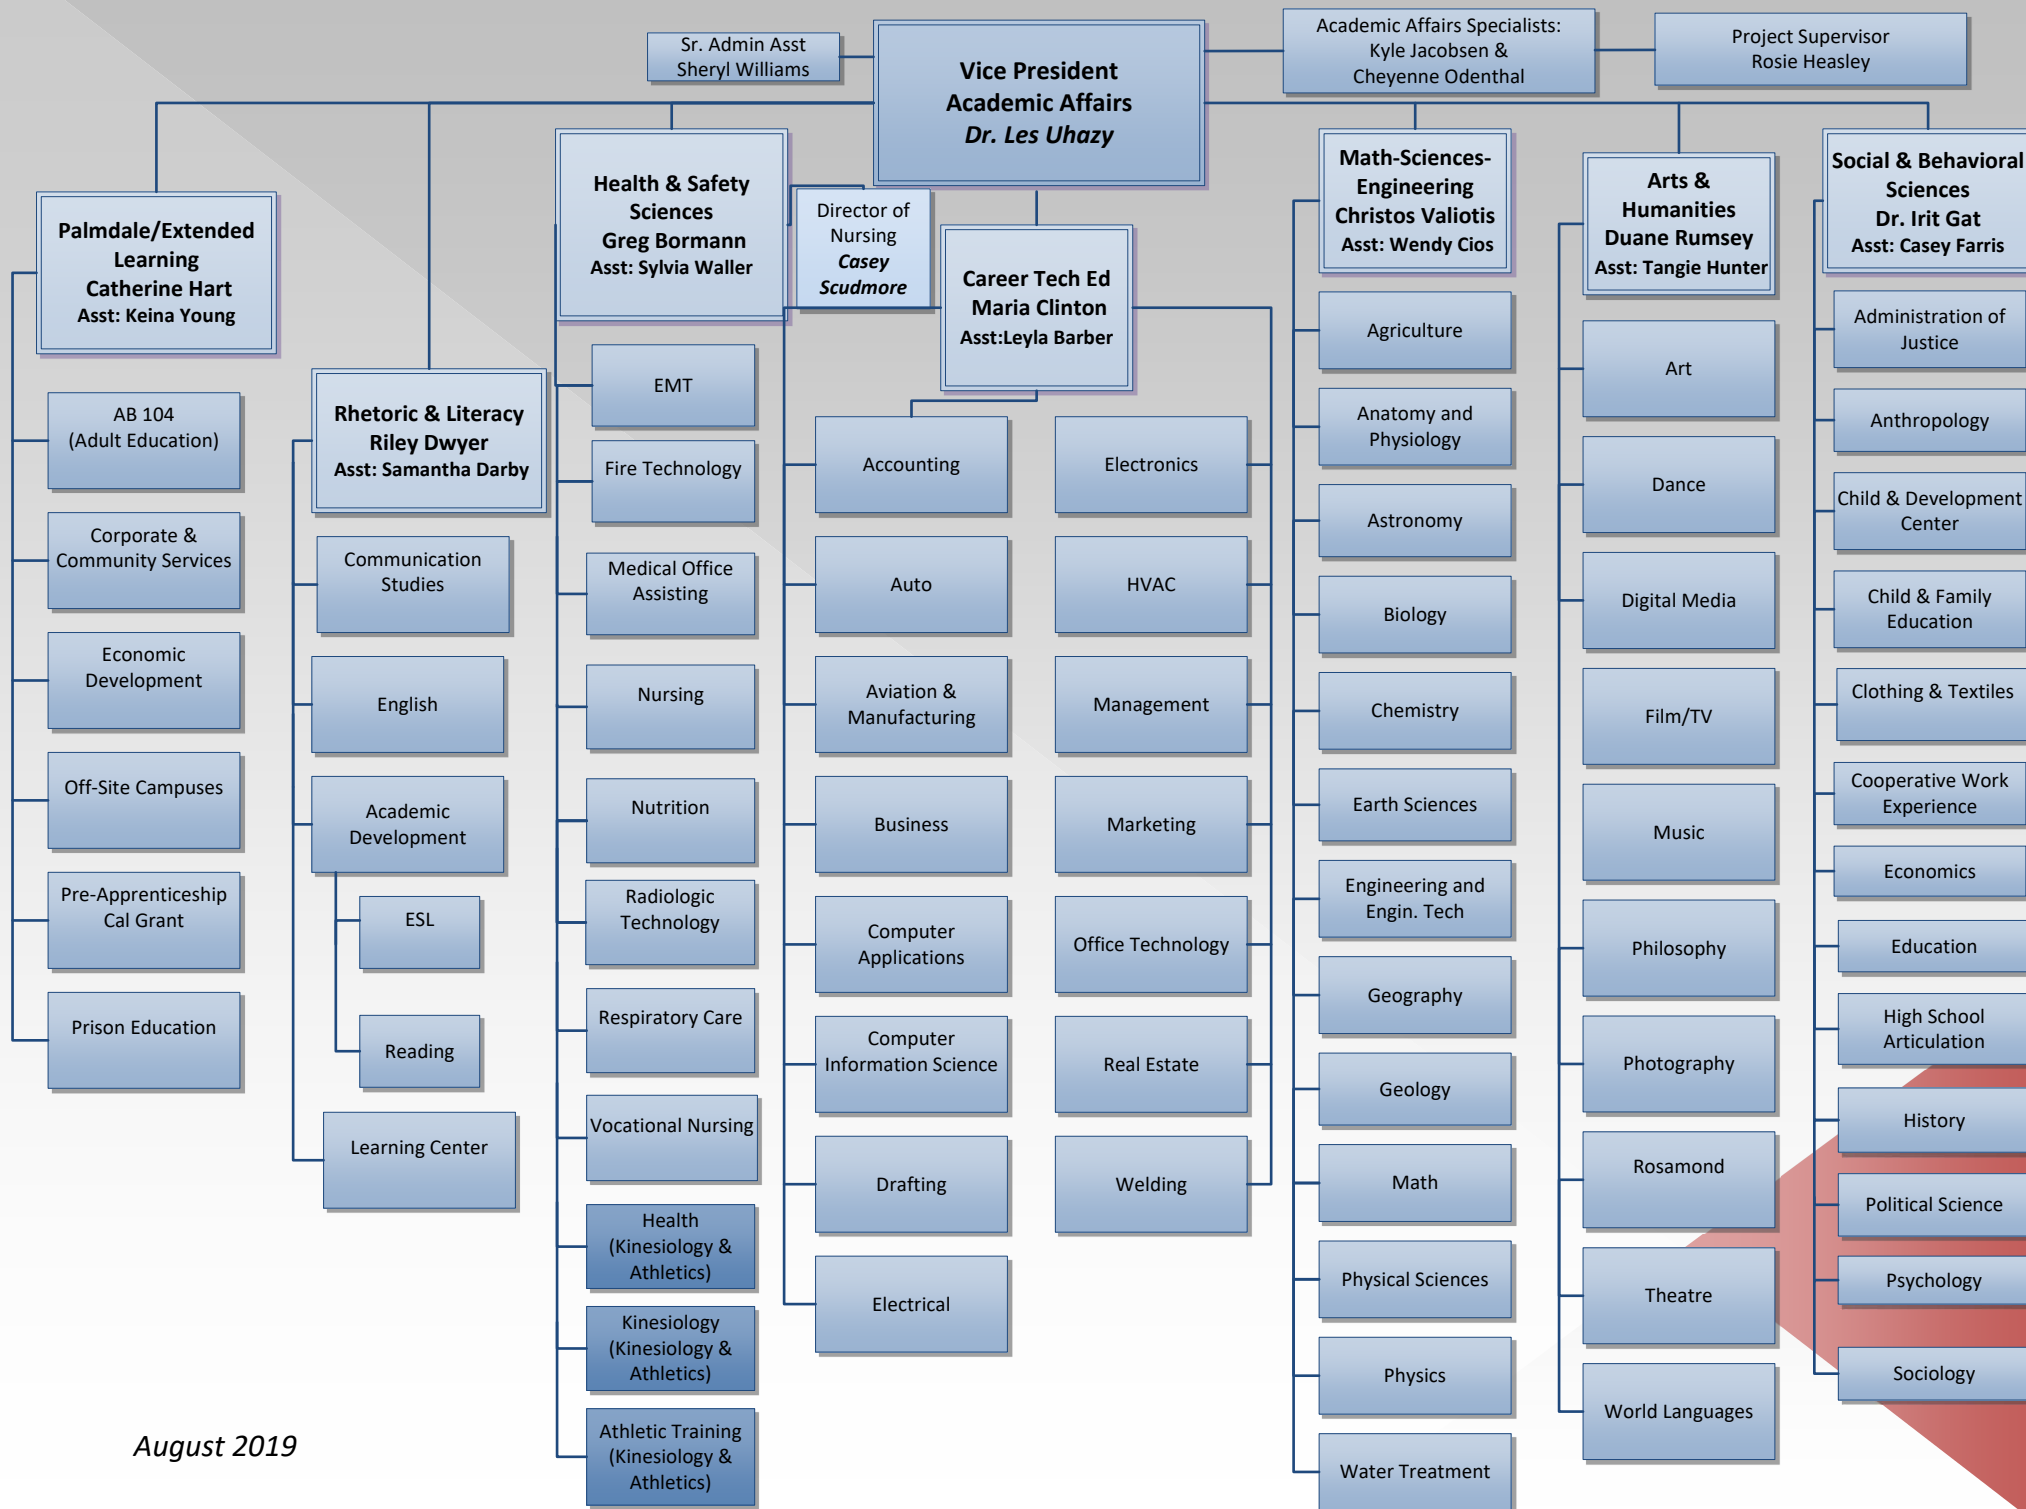 Sr. Admin Asst
Sheryl Williams
Vice President
Academic Affairs
Dr. Les Uhazy
Academic Affairs Specialists:
Kyle Jacobsen &
Cheyenne Odenthal
Project Supervisor
Rosie Heasley
Palmdale/Extended
Learning
Catherine Hart
Asst: Keina Young
AB 104
(Adult Education)
Corporate &
Community Services
Economic
Development
Off-Site Campuses
Pre-Apprenticeship
Cal Grant
Prison Education
Rhetoric & Literacy
Riley Dwyer
Asst: Samantha Darby
Communication
Studies
English
Academic
Development
ESL
Reading
Learning Center
Health & Safety
Sciences
Greg Bormann
Asst: Sylvia Waller
Director of
Nursing
Casey
Scudmore
EMT
Fire Technology
Medical Office
Assisting
Nursing
Nutrition
Radiologic
Technology
Respiratory Care
Vocational Nursing
Health
(Kinesiology &
Athletics)
Kinesiology
(Kinesiology &
Athletics)
Athletic Training
(Kinesiology &
Athletics)
Career Tech Ed
Maria Clinton
Asst:Leyla Barber
Accounting
Auto
Aviation &
Manufacturing
Business
Computer
Applications
Computer
Information Science
Drafting
Electrical
Electronics
HVAC
Management
Marketing
Office Technology
Real Estate
Welding
Math-Sciences-
Engineering
Christos Valiotis
Asst: Wendy Cios
Agriculture
Anatomy and
Physiology
Astronomy
Biology
Chemistry
Earth Sciences
Engineering and
Engin. Tech
Geography
Geology
Math
Physical Sciences
Physics
Water Treatment
Arts &
Humanities
Duane Rumsey
Asst: Tangie Hunter
Art
Dance
Digital Media
Film/TV
Music
Philosophy
Photography
Rosamond
Theatre
World Languages
Social & Behavioral
Sciences
Dr. Irit Gat
Asst: Casey Farris
Administration of
Justice
Anthropology
Child & Development
Center
Child & Family
Education
Clothing & Textiles
Cooperative Work
Experience
Economics
Education
High School
Articulation
History
Political Science
Psychology
Sociology
August 2019